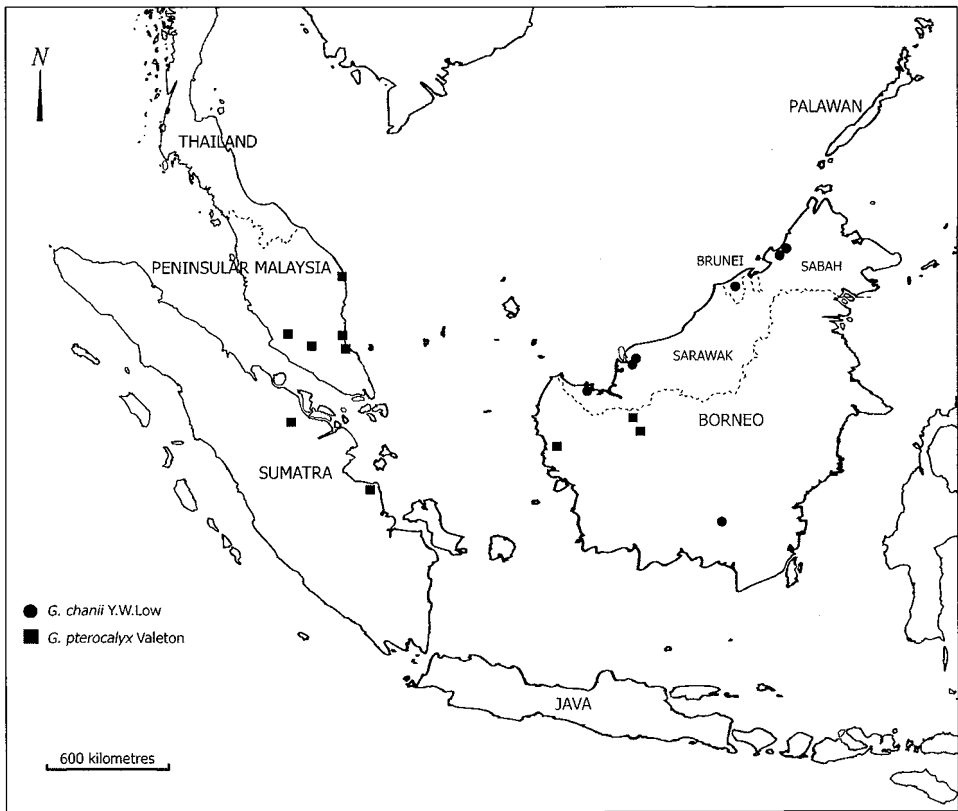 N
THAILAND
PALAWAN
PENINSULAR MALAYSIA
BRUNEI
SABAH
SARAWAK
BORNEO
SUMATRA
G. chanii Y.W.Low
G. pterocalyx Valeton
JAVA
600 kilometres